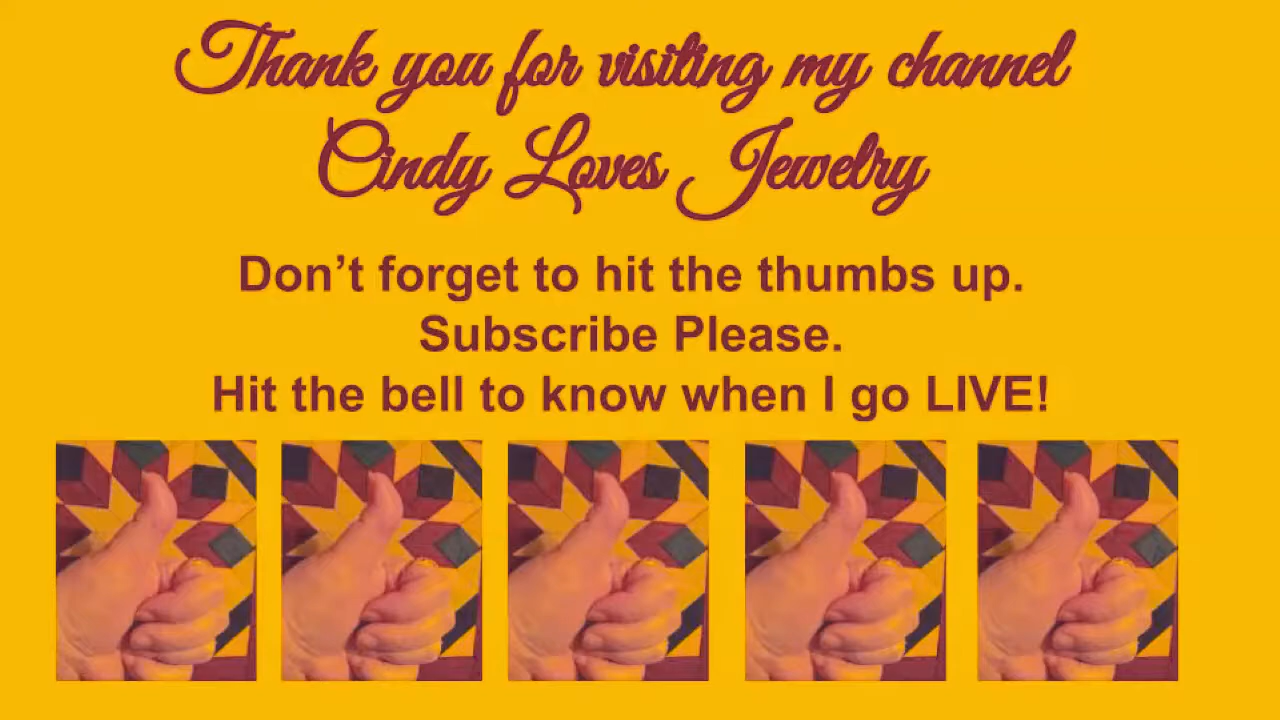 Thank you for visiting my channel
Cindy Loves Jewelry
Don’t forget to hit the thumbs up.
Subscribe Please.
Hit the bell to know when I go LIVE!